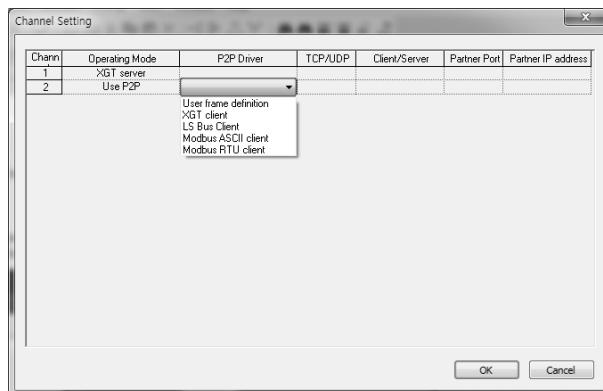 Channel Setting
Chann Operating Mode P2P Driver TCP/UDP Client/Server Partner Port Partner IP address
1 XGT server
2 Use P2P
User frame definition
XGT client
LS Bus Client
Modbus ASCII client
Modbus RTU client
OK Cancel